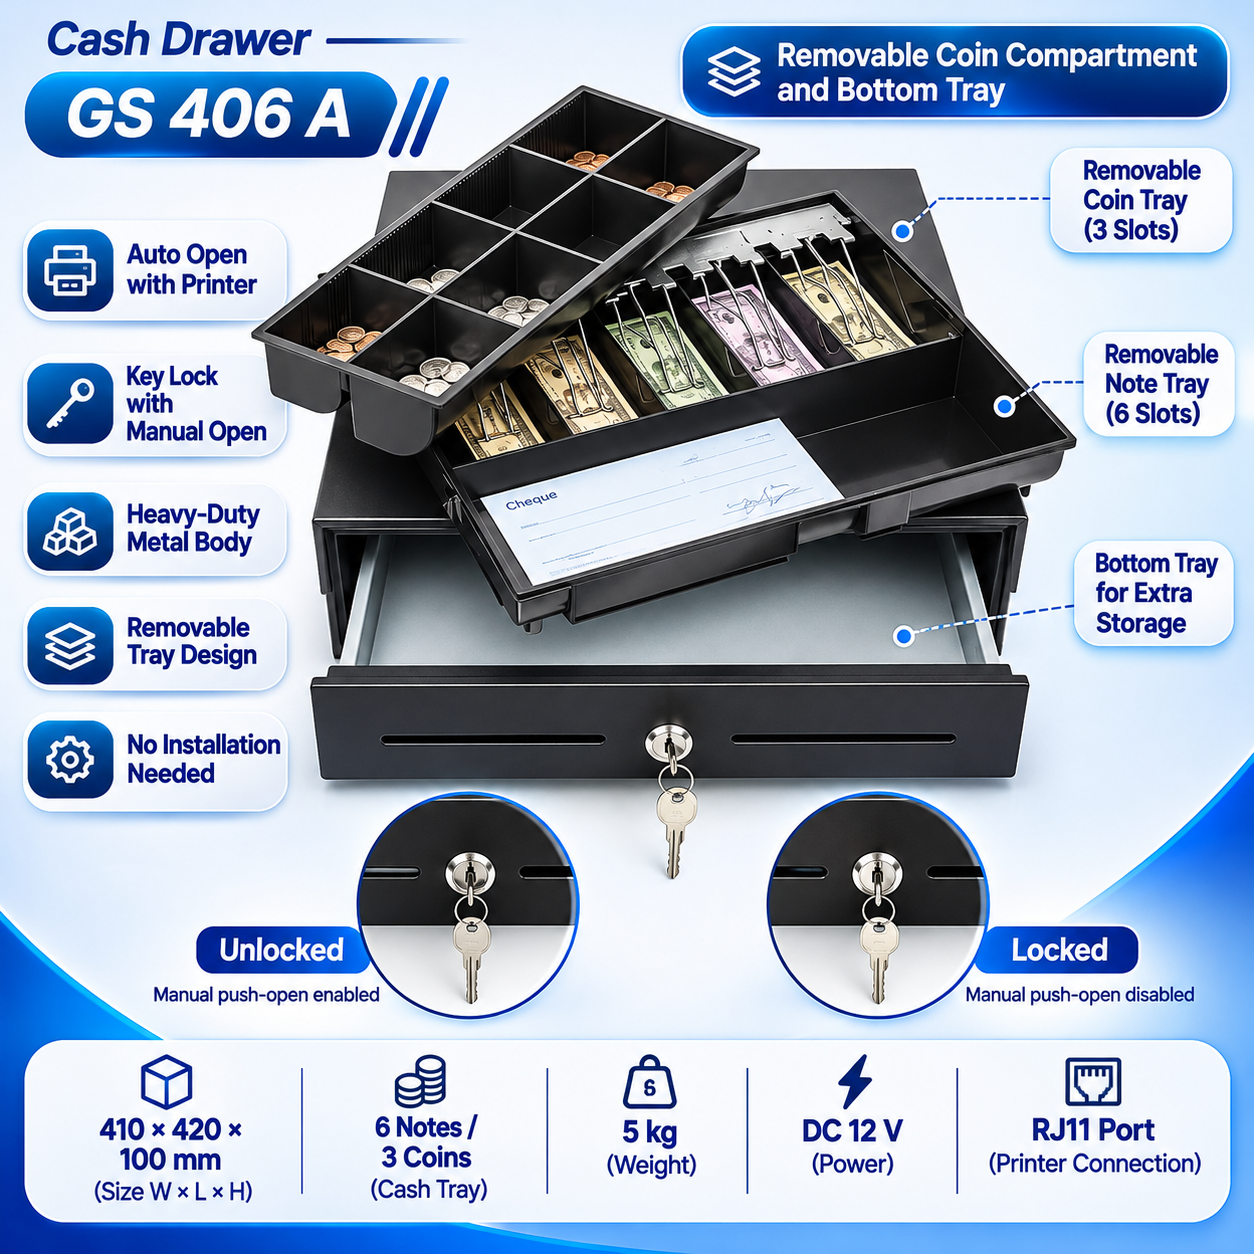 Cash Drawer
GS 406 A
Removable Coin Compartment
and Bottom Tray
Auto Open
with Printer
Key Lock
with
Manual Open
Heavy-Duty
Metal Body
Removable
Tray Design
No Installation
Needed
Removable
Coin Tray
(3 Slots)
Removable
Note Tray
(6 Slots)
Bottom Tray
for Extra
Storage
Cheque
Unlocked
Manual push-open enabled
Locked
Manual push-open disabled
410 × 420 ×
100 mm
(Size W × L × H)
6 Notes /
3 Coins
(Cash Tray)
6
5 kg
(Weight)
DC 12 V
(Power)
RJ11 Port
(Printer Connection)